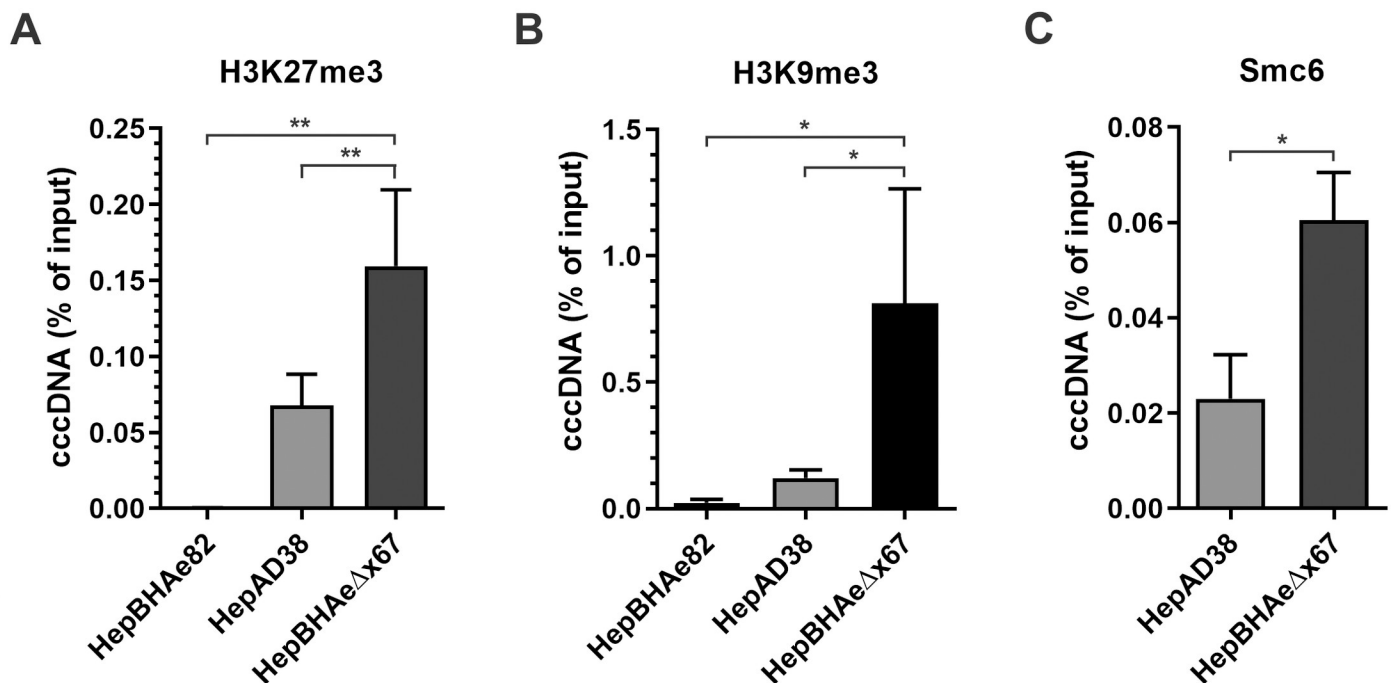 A
H3K27me3
cccDNA (% of input)
0.25
0.20
0.15
0.10
0.05
0.00
**
**
HepBHAe82
HepAD38
HepBHAeΔx67
B
H3K9me3
cccDNA (% of input)
1.5
1.0
0.5
0.0
*
*
HepBHAe82
HepAD38
HepBHAeΔx67
C
Smc6
cccDNA (% of input)
0.08
0.06
0.04
0.02
0.00
*
HepAD38
HepBHAeΔx67